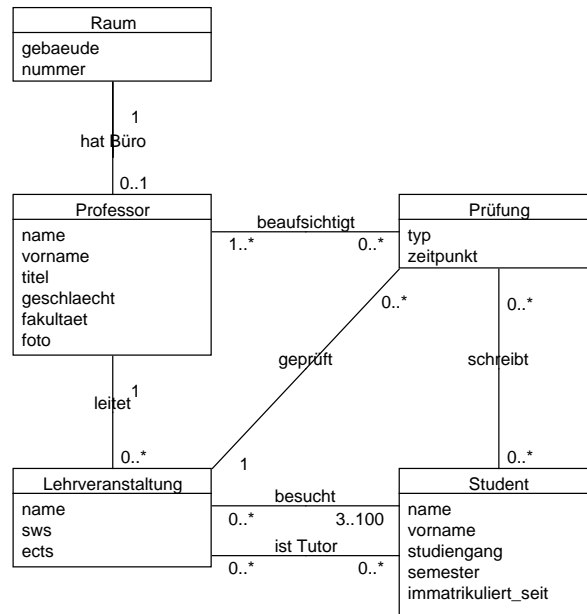 Raum
gebaeude
nummer
1
hat Büro
0..1
Professor
name
vorname
titel
geschlaecht
fakultaet
foto
beaufsichtigt
1..*
0..*
Prüfung
typ
zeitpunkt
0..*
0..*
geprüft
schreibt
1
leitet
0..*
1
0..*
Lehrveranstaltung
name
sws
ects
besucht
0..*
3..100
ist Tutor
0..*
0..*
Student
name
vorname
studiengang
semester
immatrikuliert_seit